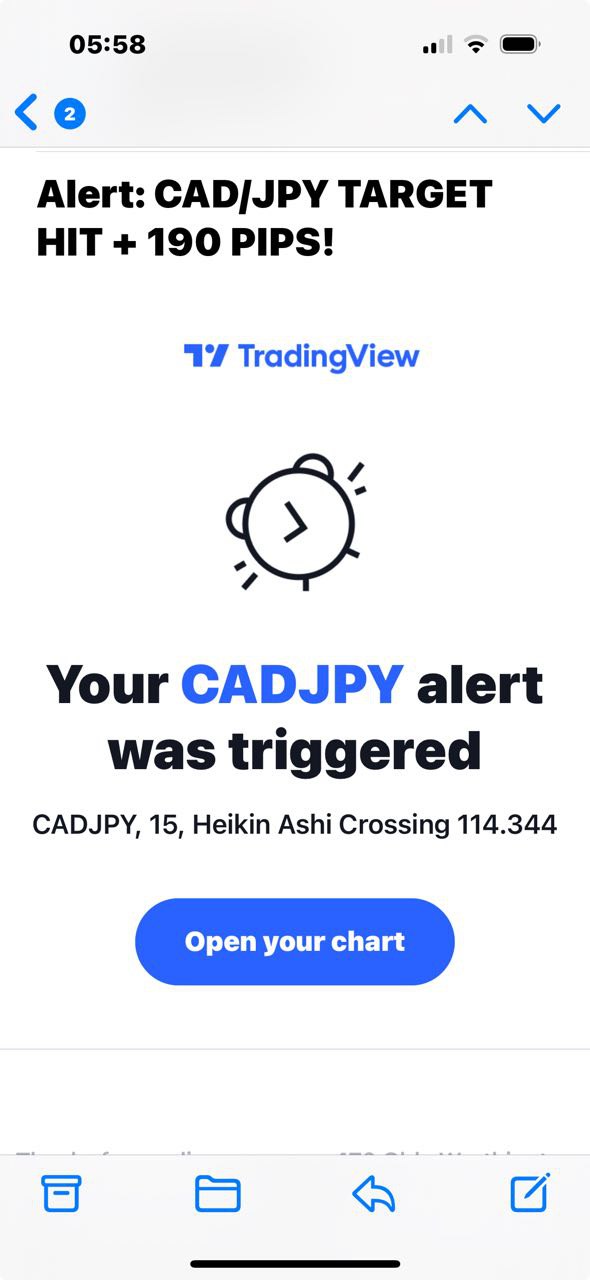 05:58
2
Alert: CAD/JPY TARGET
HIT + 190 PIPS!
TradingView
Your CADJPY alert
was triggered
CADJPY, 15, Heikin Ashi Crossing 114.344
Open your chart